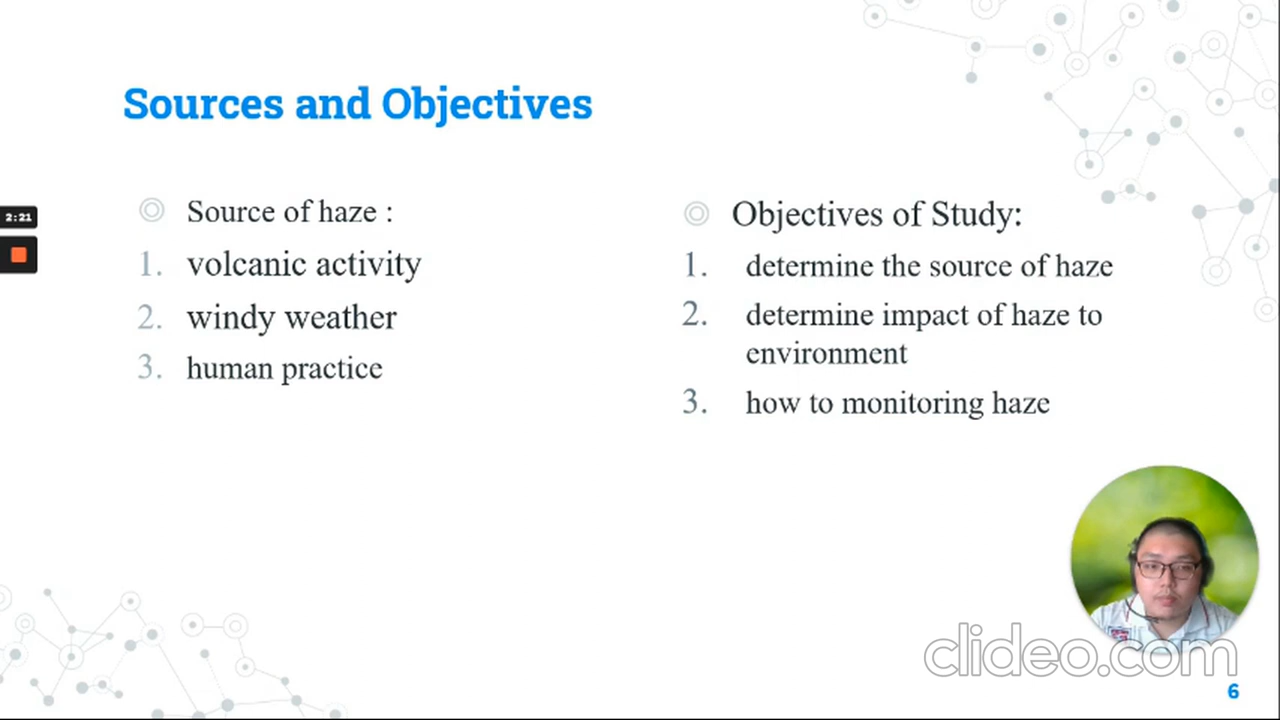 Sources and Objectives
2:21
Source of haze :
1. volcanic activity
2. windy weather
3. human practice
Objectives of Study:
1. determine the source of haze
2. determine impact of haze to
environment
3. how to monitoring haze
clideo.com
6